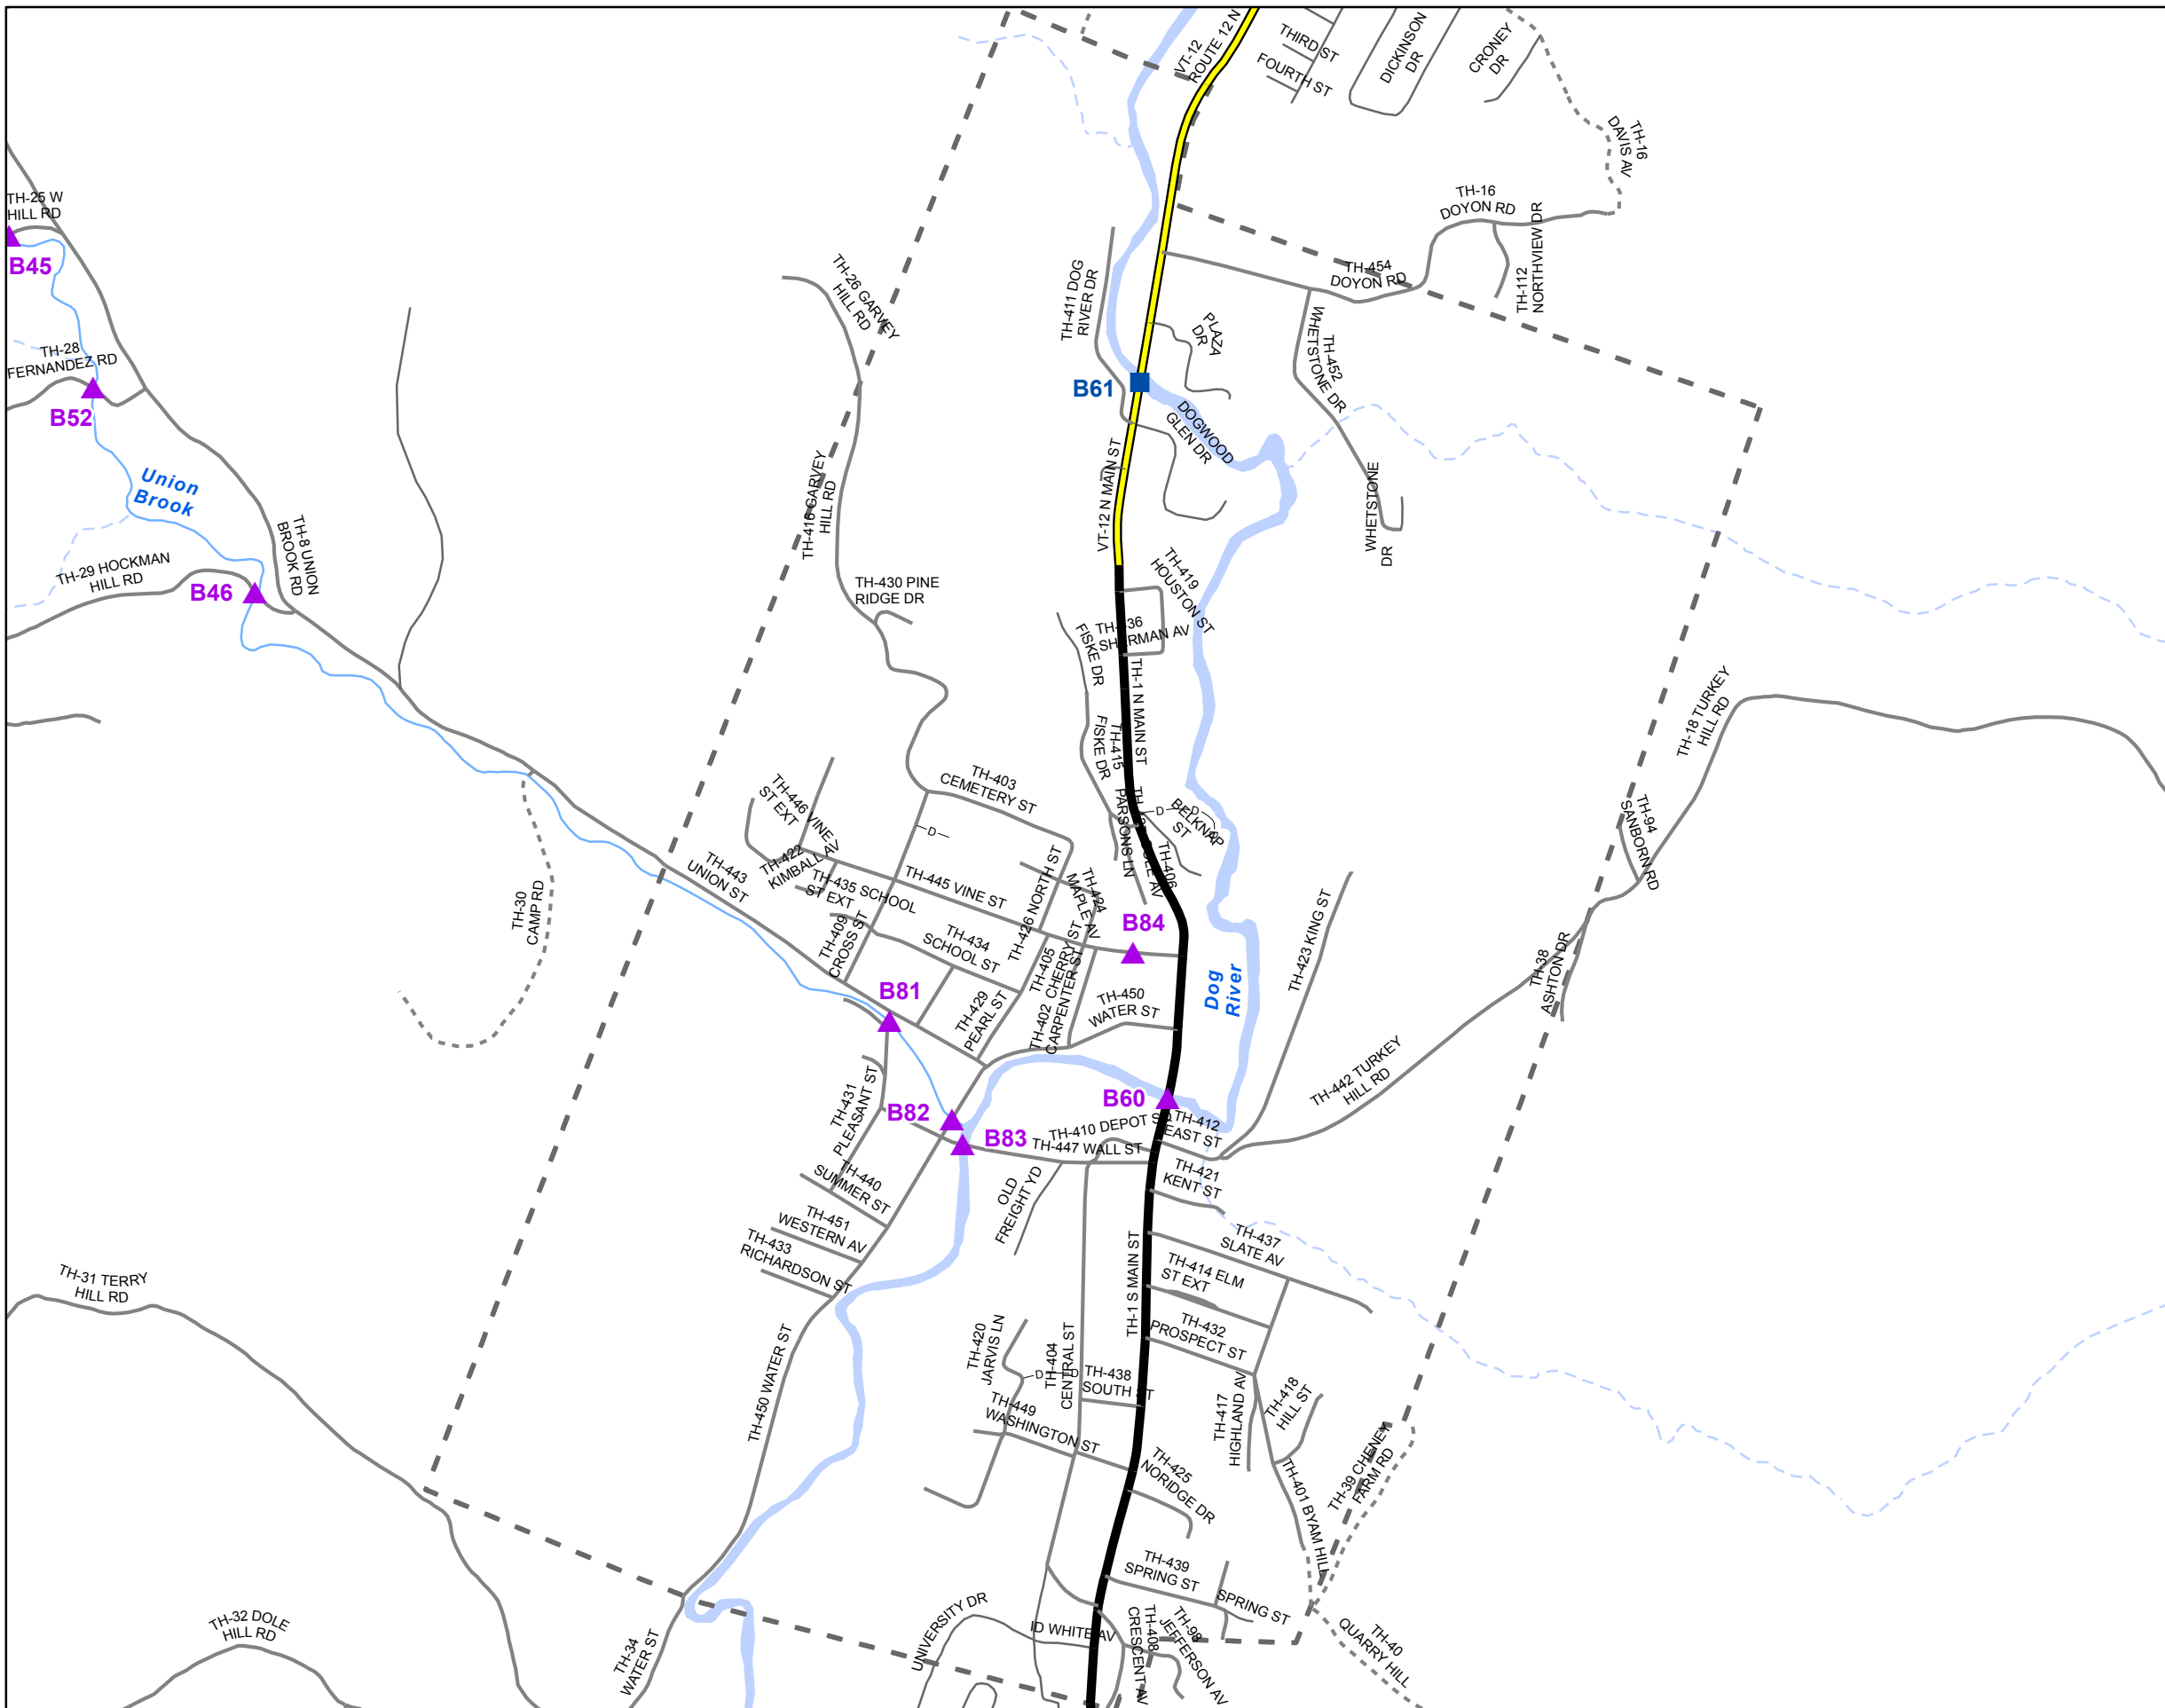 VT-12
ROUTE 12 N
THIRD ST
FOURTH ST
DICKINSON
DR
CRONEY
DR
TH-16
DAVIS AV
TH-25 W
HILL RD
B45
TH-16
DOYON RD
TH-112
NORTHVIEW DR
TH-454
DOYON RD
TH-26 GARVEY
HILL RD
TH-411 DOG
RIVER DR
PLAZA
DR
TH-452
WHETSTONE DR
TH-28
FERNANDEZ RD
B52
B61
DOGWOOD
GLEN DR
Union
Brook
TH-416 GARVEY
HILL RD
VT-12 N MAIN ST
WHETSTONE
DR
TH-8 UNION
BROOK RD
TH-29 HOCKMAN
HILL RD
B46
TH-430 PINE
RIDGE DR
TH-419
HOUSTON ST
SHERMAN AV
FISKE DR
TH-1 N MAIN ST
TH-18 TURKEY
HILL RD
TH-415
FISKE DR
TH-403
CEMETERY ST
TH-446 VINE
ST EXT
D
PARSONS LN
D
D
BELKNAP
ST
TH-406
TH-94
SANBORN RD
TH-443
UNION ST
TH-422
KIMBALL AV
TH-435 SCHOOL
ST EXT
TH-445 VINE ST
TH-426 NORTH ST
TH-424
MAPLE AV
TH-30
CAMP RD
TH-409
CROSS ST
TH-434
SCHOOL ST
TH-405
CHERRY ST
B84
TH-423 KING ST
TH-38
ASHTON DR
Dog
River
B81
TH-429
PEARL ST
TH-402
CARPENTER ST
TH-450
WATER ST
TH-442 TURKEY
HILL RD
TH-431
PLEASANT ST
B82
B83
B60
TH-410 DEPOT SQ
TH-412
EAST ST
TH-447 WALL ST
TH-440
SUMMER ST
OLD
FREIGHT YD
TH-421
KENT ST
TH-451
WESTERN AV
TH-433
RICHARDSON ST
TH-437
SLATE AV
TH-31 TERRY
HILL RD
TH-1 S MAIN ST
TH-414 ELM
ST EXT
TH-432
PROSPECT ST
TH-450 WATER ST
TH-420
JARVIS LN
D
D
TH-404
CENTRAL ST
TH-438
SOUTH ST
TH-417
HIGHLAND AV
TH-418
HILL ST
TH-449
WASHINGTON ST
TH-425
NORIDGE DR
TH-401 BYAM HILL
TH-39 CHENEY
FARM RD
TH-439
SPRING ST
SPRING ST
TH-32 DOLE
HILL RD
TH-34
WATER ST
UNIVERSITY DR
ID WHITE AV
TH-408
CRESCENT AV
TH-98
JEFFERSON AV
TH-40
QUARRY HILL